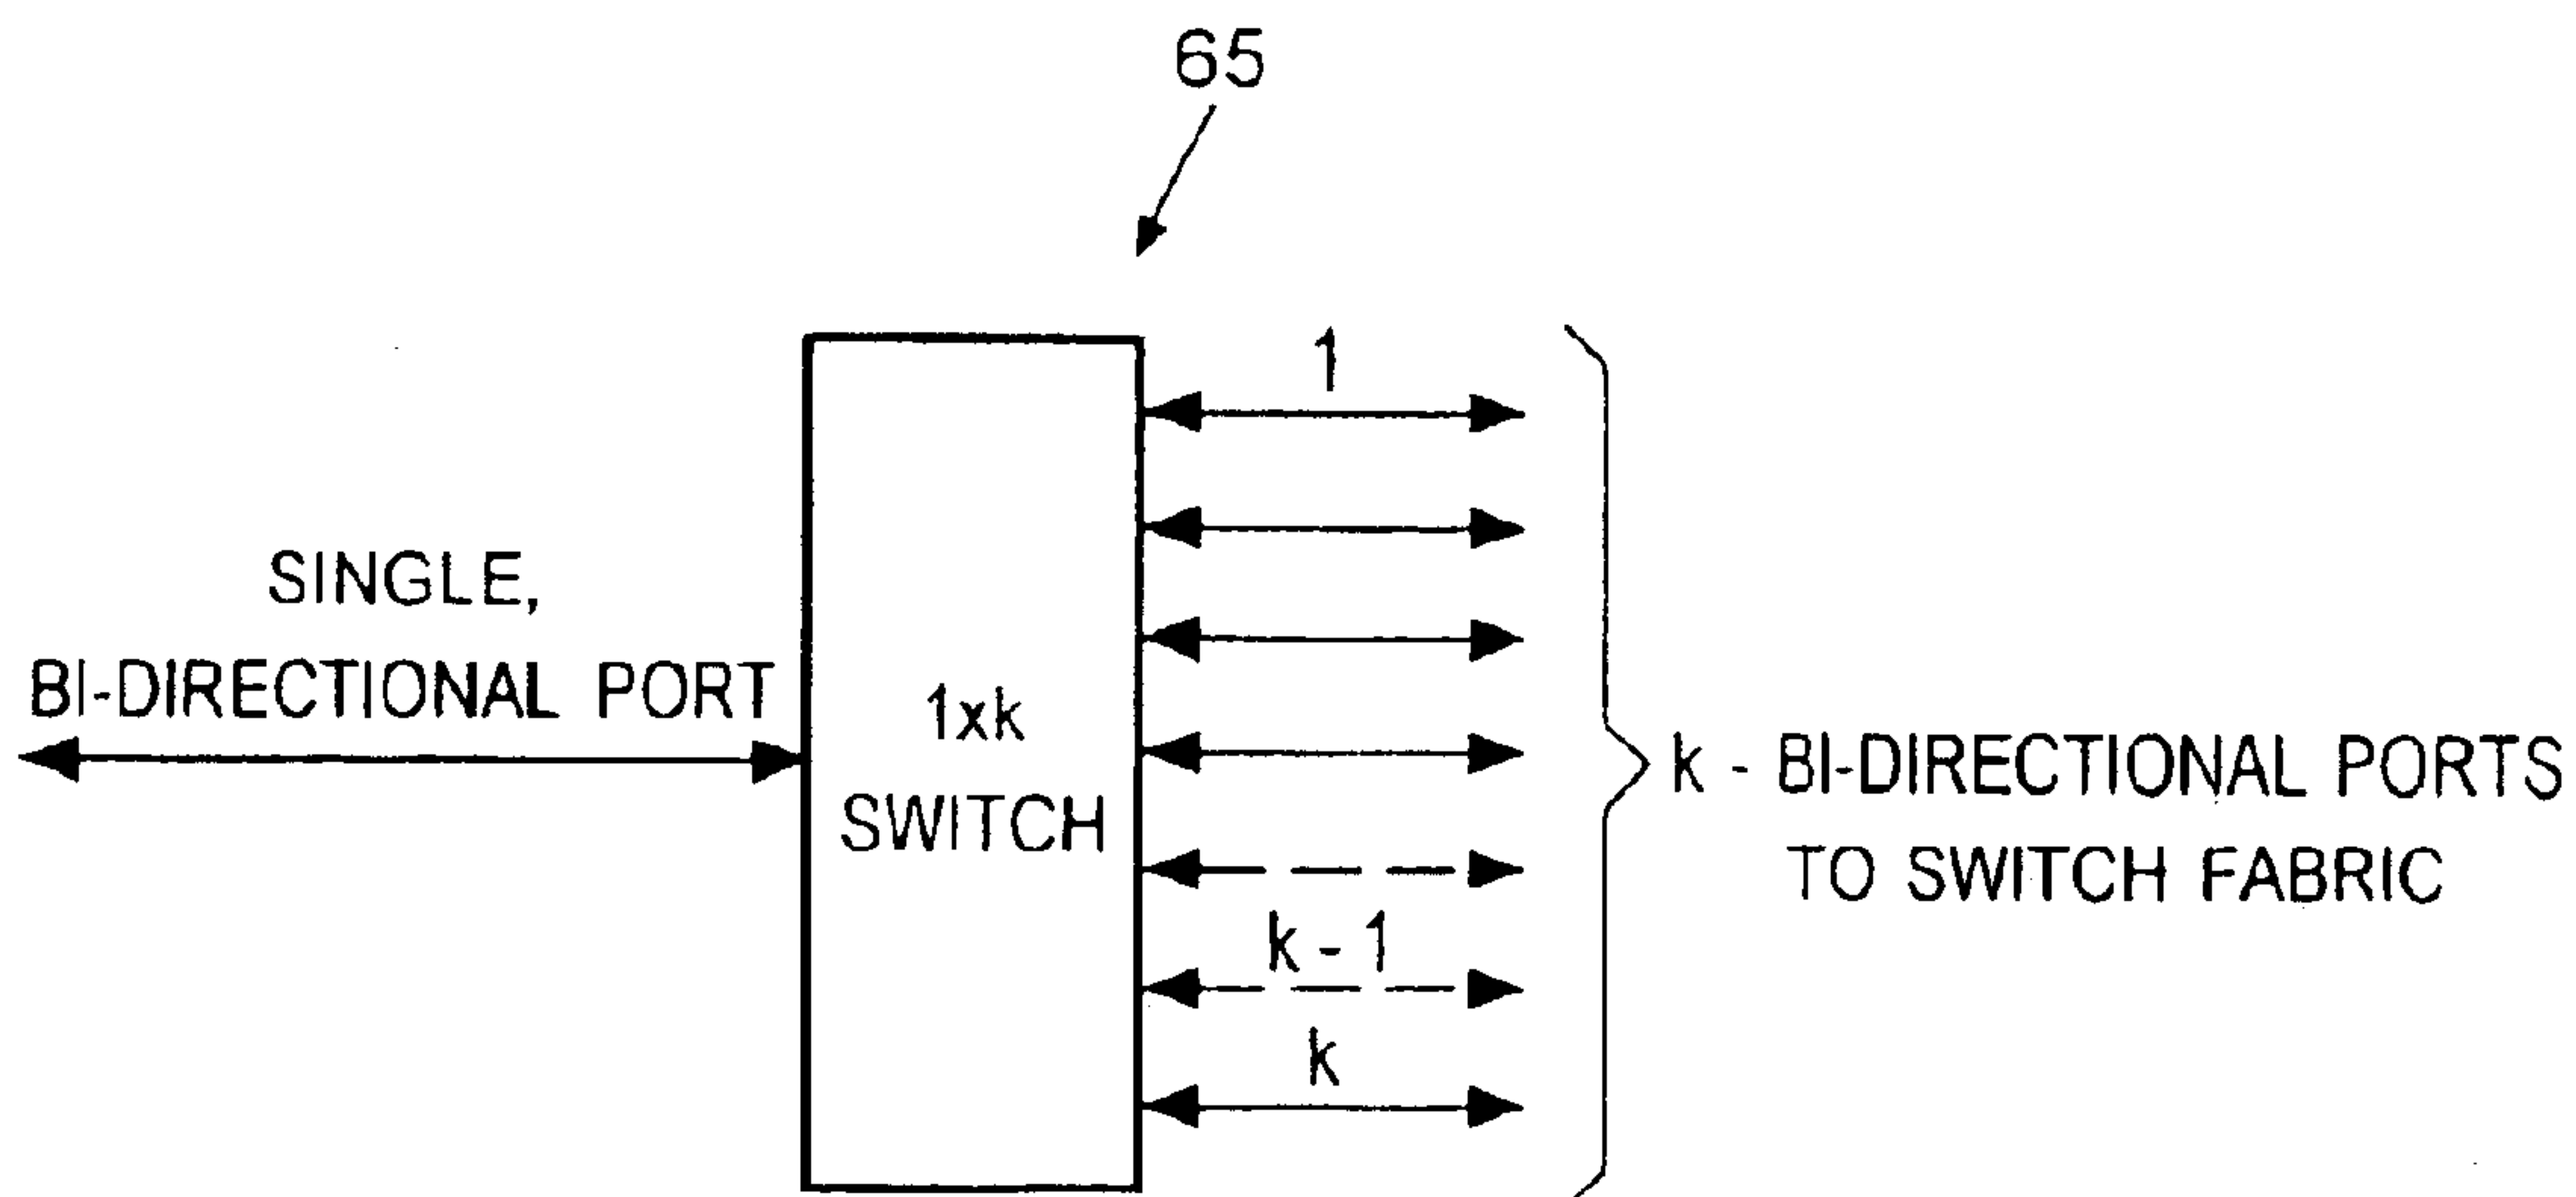 65
1
SINGLE,
BI-DIRECTIONAL PORT
1xk
SWITCH
k - BI-DIRECTIONAL PORTS
TO SWITCH FABRIC
k - 1
k